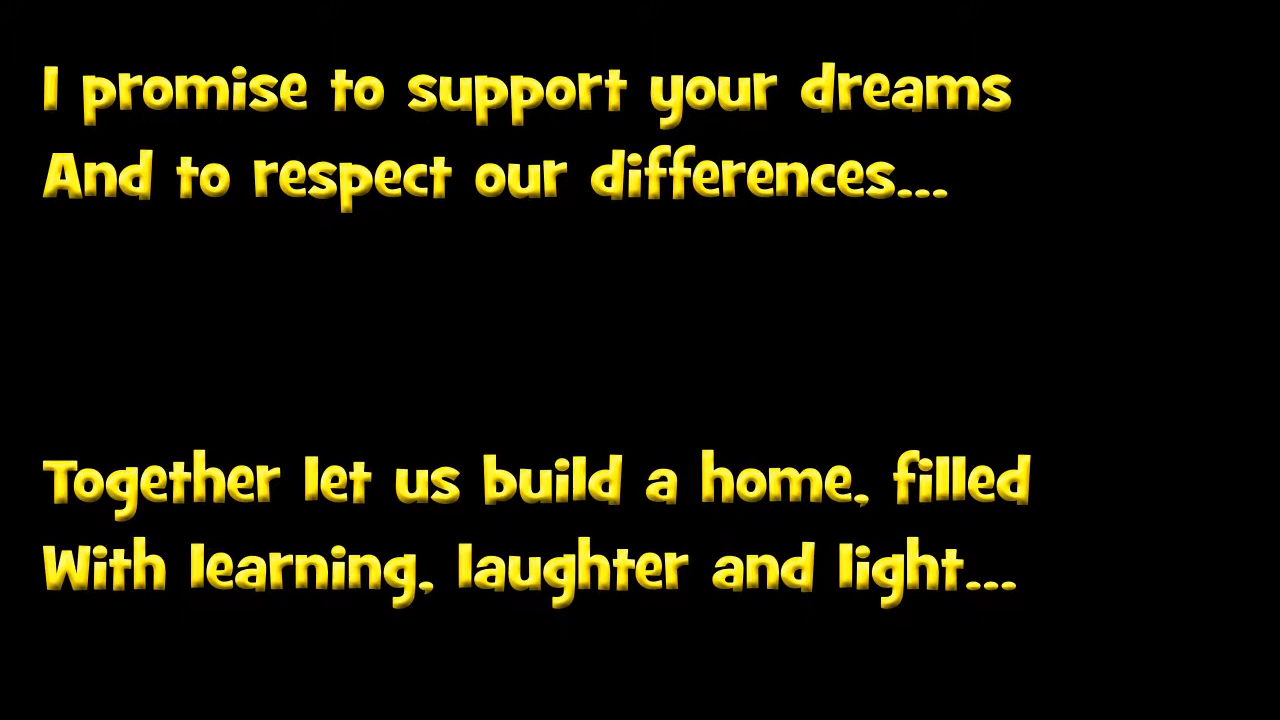 I promise to support your dreams
And to respect our differences...
Together let us build a home, filled
With learning, laughter and light...